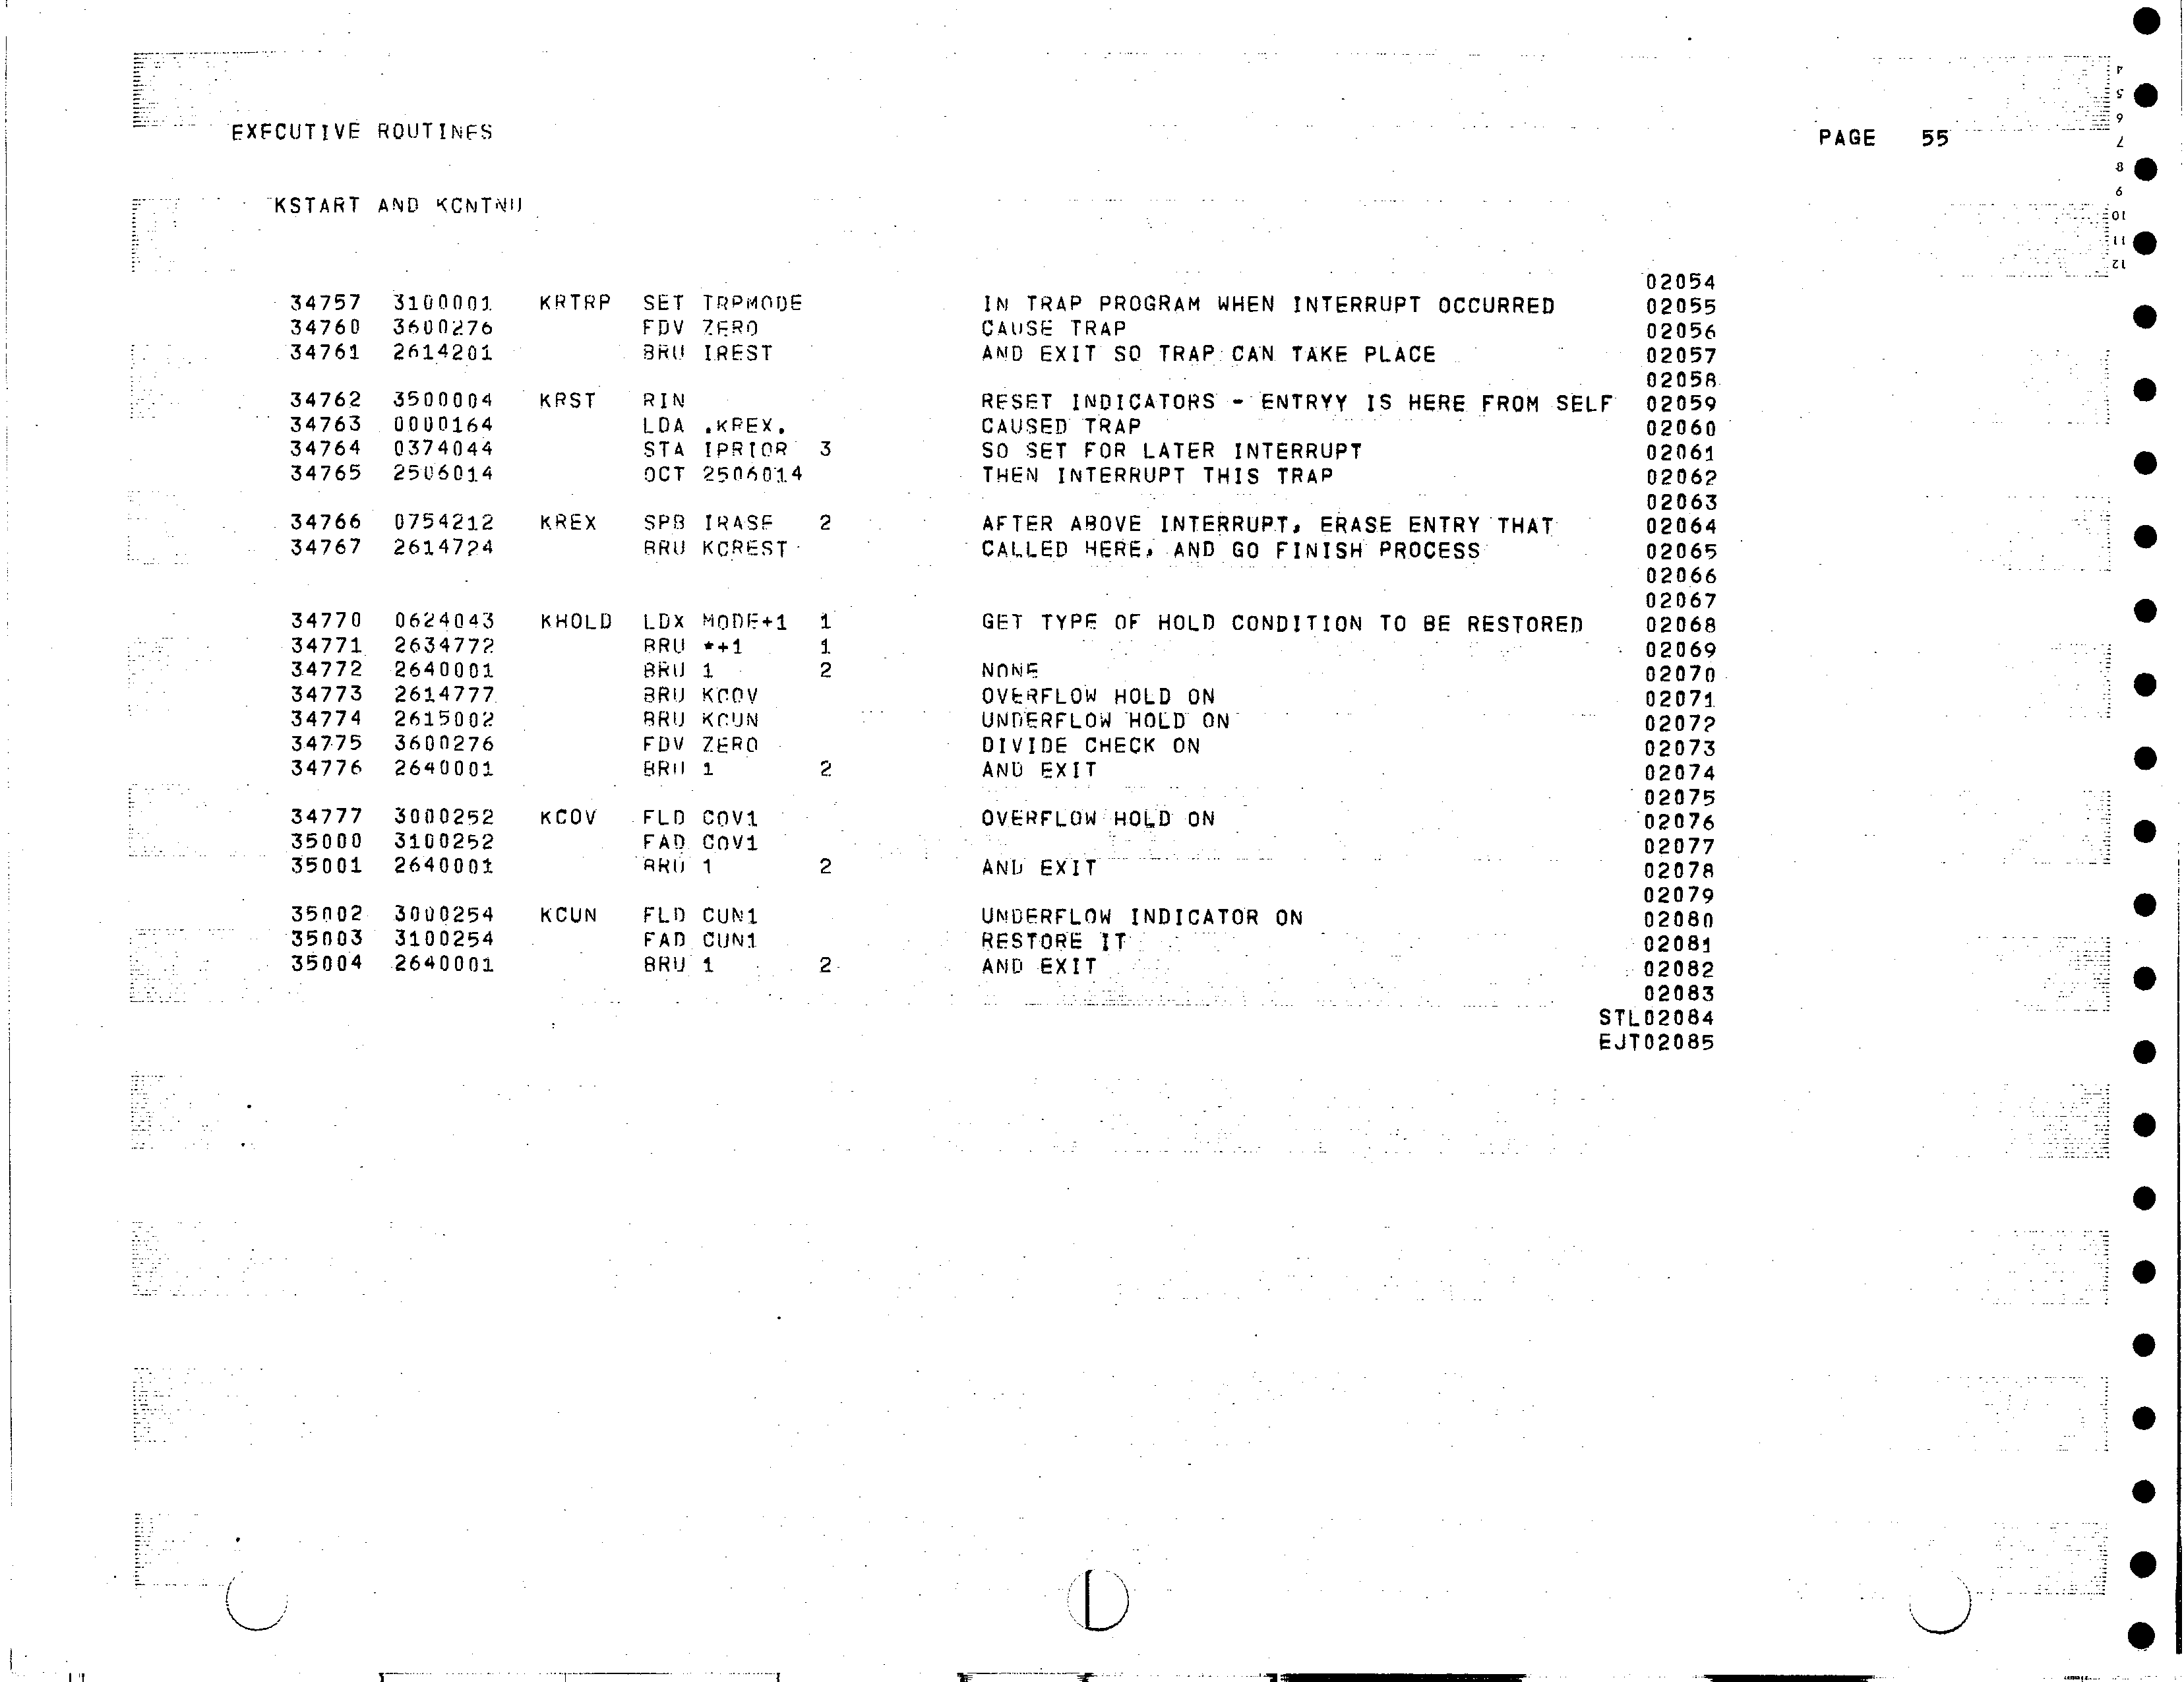 EXECUTIVE ROUTINES PAGE 55
KSTART AND KCNTNU
02054
34757 3100001 KRTRP SET TRPMODE IN TRAP PROGRAM WHEN INTERRUPT OCCURRED 02055
34760 3600276 FDV ZERO CAUSE TRAP 02056
34761 2614201 BRU IREST AND EXIT SO TRAP CAN TAKE PLACE 02057
02058
34762 3500004 KRST RIN RESET INDICATORS - ENTRYY IS HERE FROM SELF 02059
34763 0000164 LDA .KREX. CAUSED TRAP 02060
34764 0374044 STA IPRIOR 3 SO SET FOR LATER INTERRUPT 02061
34765 2506014 OCT 2506014 THEN INTERRUPT THIS TRAP 02062
02063
34766 0754212 KREX SPB IRASE 2 AFTER ABOVE INTERRUPT, ERASE ENTRY THAT 02064
34767 2614724 BRU KCREST CALLED HERE, AND GO FINISH PROCESS 02065
02066
02067
34770 0624043 KHOLD LDX MODE+1 1 GET TYPE OF HOLD CONDITION TO BE RESTORED 02068
34771 2634772 BRU *+1 1 02069
34772 2640001 BRU 1 2 NONE 02070
34773 2614777 BRU KCOV OVERFLOW HOLD ON 02071
34774 2615002 BRU KCUN UNDERFLOW HOLD ON 02072
34775 3600276 FDV ZERO DIVIDE CHECK ON 02073
34776 2640001 BRU 1 2 AND EXIT 02074
02075
34777 3000252 KCOV FLD COV1 OVERFLOW HOLD ON 02076
35000 3100252 FAD COV1 02077
35001 2640001 BRU 1 2 AND EXIT 02078
02079
35002 3000254 KCUN FLD CUN1 UNDERFLOW INDICATOR ON 02080
35003 3100254 FAD CUN1 RESTORE IT 02081
35004 2640001 BRU 1 2 AND EXIT 02082
02083
STL02084
EJT02085